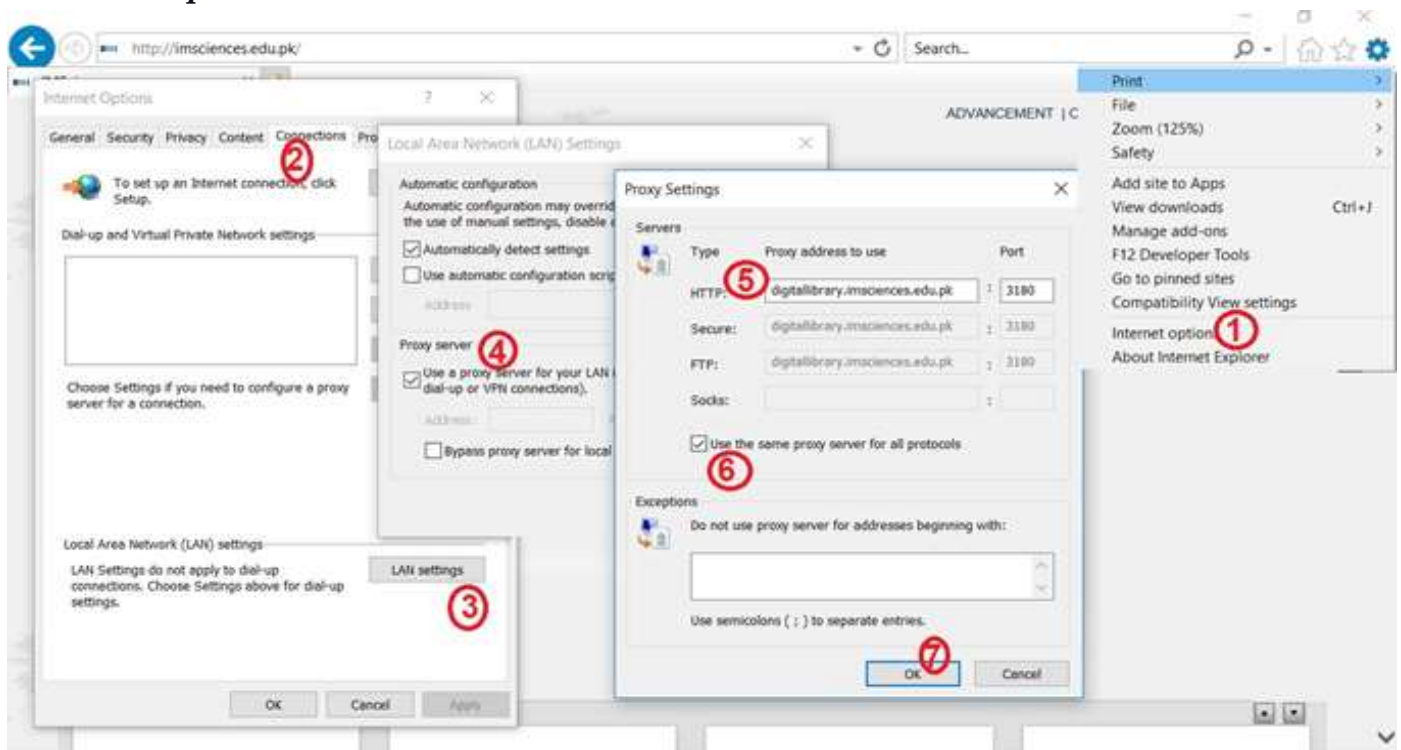 http://imsciences.edu.pk/
Search...
ADVANCEMENT | C
Print
File
Zoom (125%)
Safety
Add site to Apps
View downloads Ctrl+J
Manage add-ons
F12 Developer Tools
Go to pinned sites
Compatibility View settings
Internet option
1
About Internet Explorer
Internet Options ? ×
General Security Privacy Content Connections Pro
2
To set up an Internet connection, click
Setup.
Dial-up and Virtual Private Network settings
Choose Settings if you need to configure a proxy
server for a connection.
Local Area Network (LAN) settings
LAN Settings do not apply to dial-up
connections. Choose Settings above for dial-up
settings.
LAN settings
3
OK Cancel Apply
Local Area Network (LAN) Settings ×
Automatic configuration
Automatic configuration may overrid
the use of manual settings, disable
Automatically detect settings
Use automatic configuration scrip
Address
Proxy server
4
Use a proxy server for your LAN
dial-up or VPN connections).
Address:
Bypass proxy server for local
Proxy Settings ×
Servers
Type Proxy address to use Port
5
HTTP: digitallibrary.imsciences.edu.pk : 3180
Secure: digitallibrary.imsciences.edu.pk : 3180
FTP: digitallibrary.imsciences.edu.pk : 3180
Socks: :
Use the same proxy server for all protocols
6
Exceptions
Do not use proxy server for addresses beginning with:
Use semicolons ( ; ) to separate entries.
7
OK Cancel